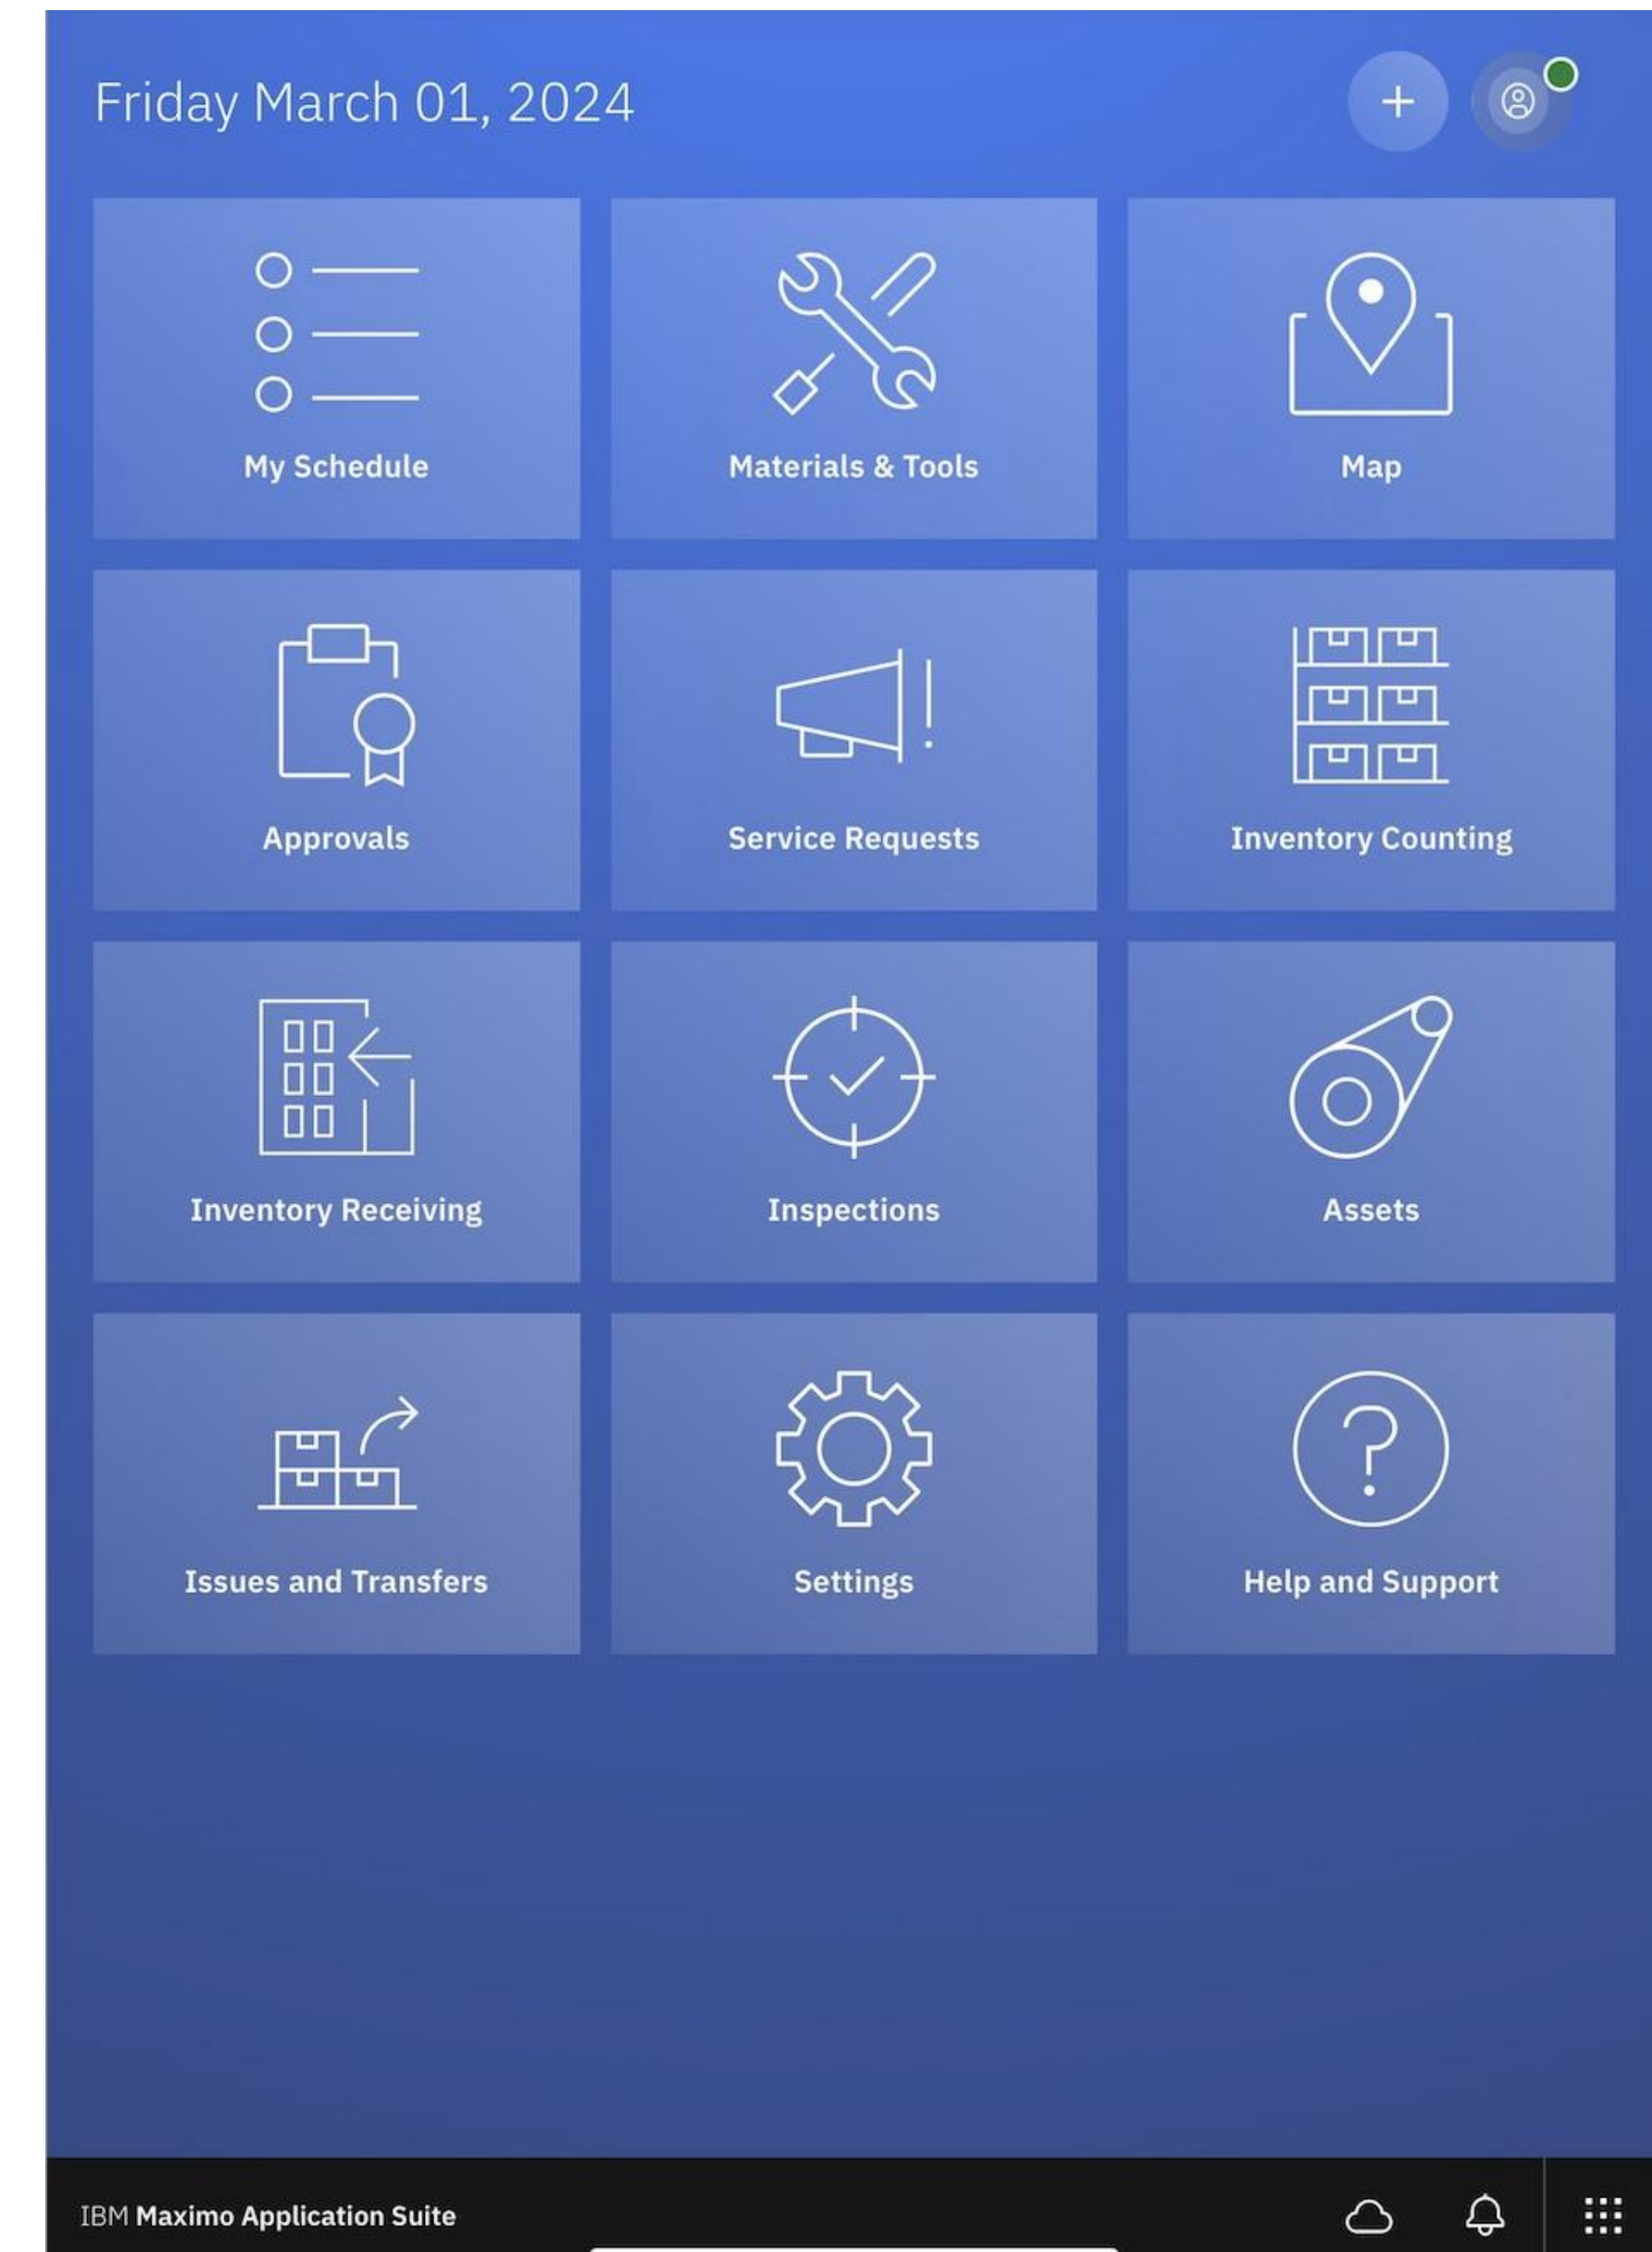 Friday March 01, 2024
My Schedule
Materials & Tools
Map
Approvals
Service Requests
Inventory Counting
Inventory Receiving
Inspections
Assets
Issues and Transfers
Settings
Help and Support
IBM Maximo Application Suite